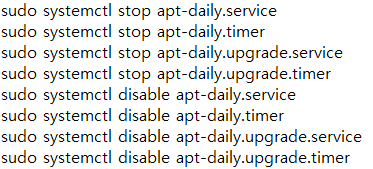 sudo systemctl stop apt-daily.service
sudo systemctl stop apt-daily.timer
sudo systemctl stop apt-daily.upgrade.service
sudo systemctl stop apt-daily.upgrade.timer
sudo systemctl disable apt-daily.service
sudo systemctl disable apt-daily.timer
sudo systemctl disable apt-daily.upgrade.service
sudo systemctl disable apt-daily.upgrade.timer